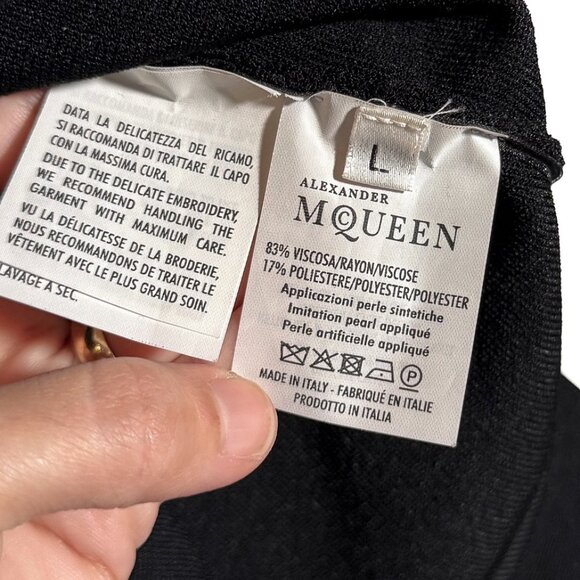 DATA LA DELICATEZZA DEL RICAMO,
SI RACCOMANDA DI TRATTARE IL CAPO
CON LA MASSIMA CURA.
DUE TO THE DELICATE EMBROIDERY,
WE RECOMMEND HANDLING THE
GARMENT WITH MAXIMUM CARE.
VU LA DÉLICATESSE DE LA BRODERIE,
NOUS RECOMMANDONS DE TRAITER LE
VÊTEMENT AVEC LE PLUS GRAND SOIN.
LAVAGE A SEC.
L
ALEXANDER
McQUEEN
83% VISCOSA/RAYON/VISCOSE
17% POLIESTERE/POLYESTER/POLYESTER
Applicazioni perle sintetiche
Imitation pearl appliqué
Perle artificielle appliqué
P
MADE IN ITALY - FABRIQUÉ EN ITALIE
PRODOTTO IN ITALIA